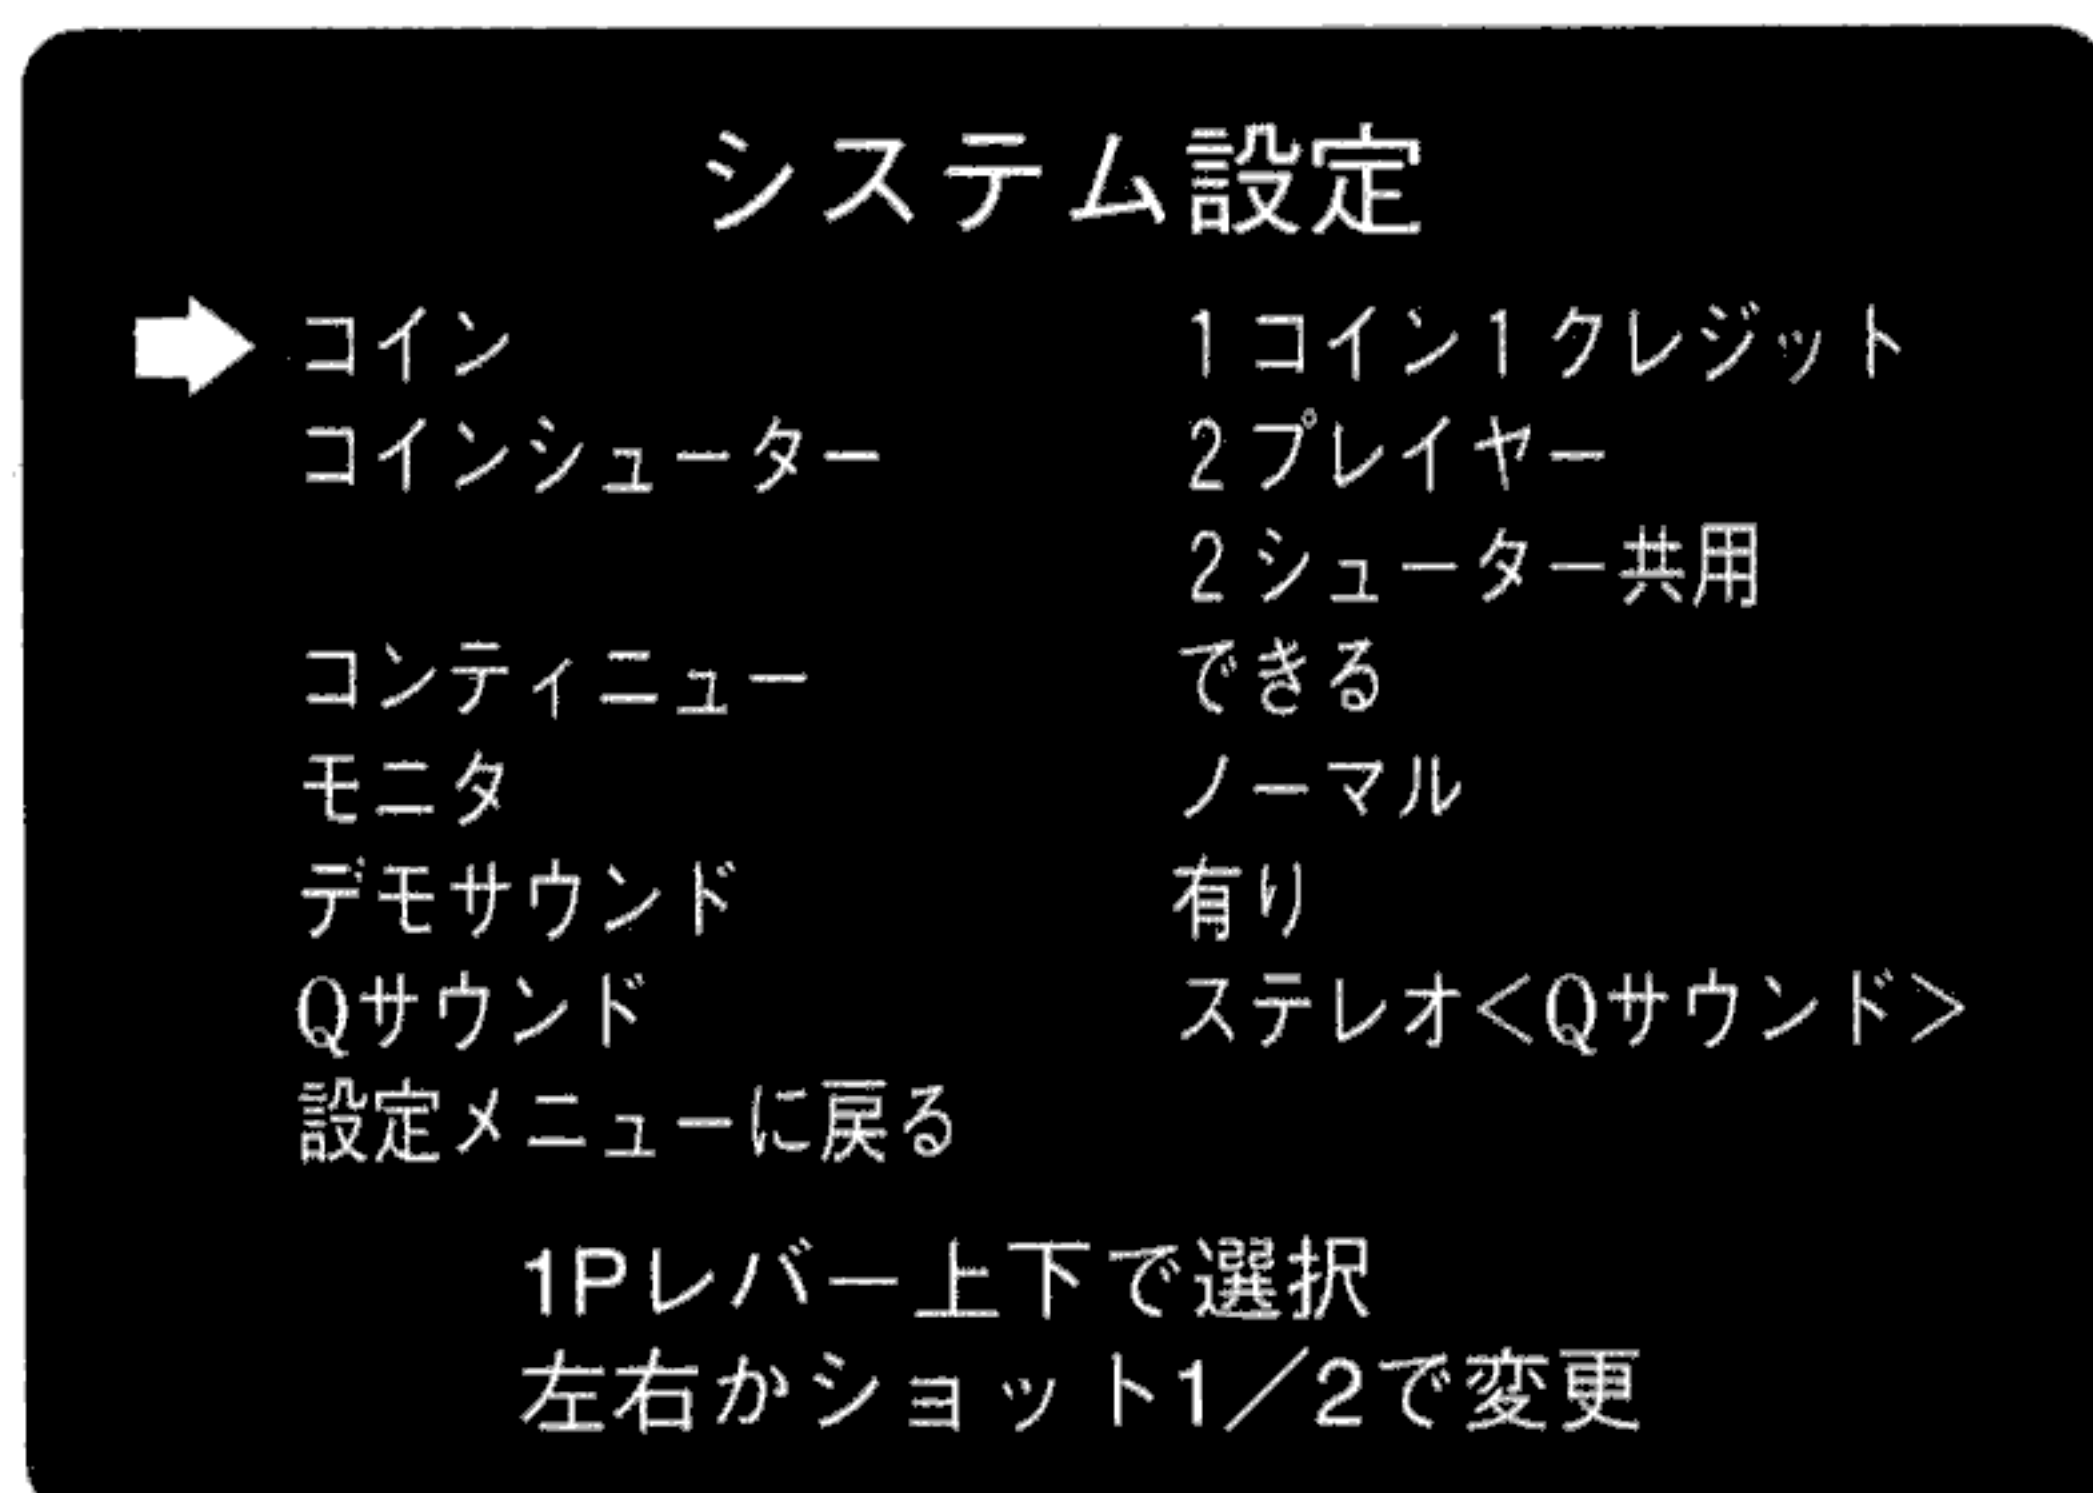 システム設定
コイン 1コイン1クレジット
コインシューター 2プレイヤー
2シューター共用
コンティニュー できる
モニタ ノーマル
デモサウンド 有り
Qサウンド ステレオ<Qサウンド>
設定メニューに戻る
1Pレバー上下で選択
左右かショット1/2で変更